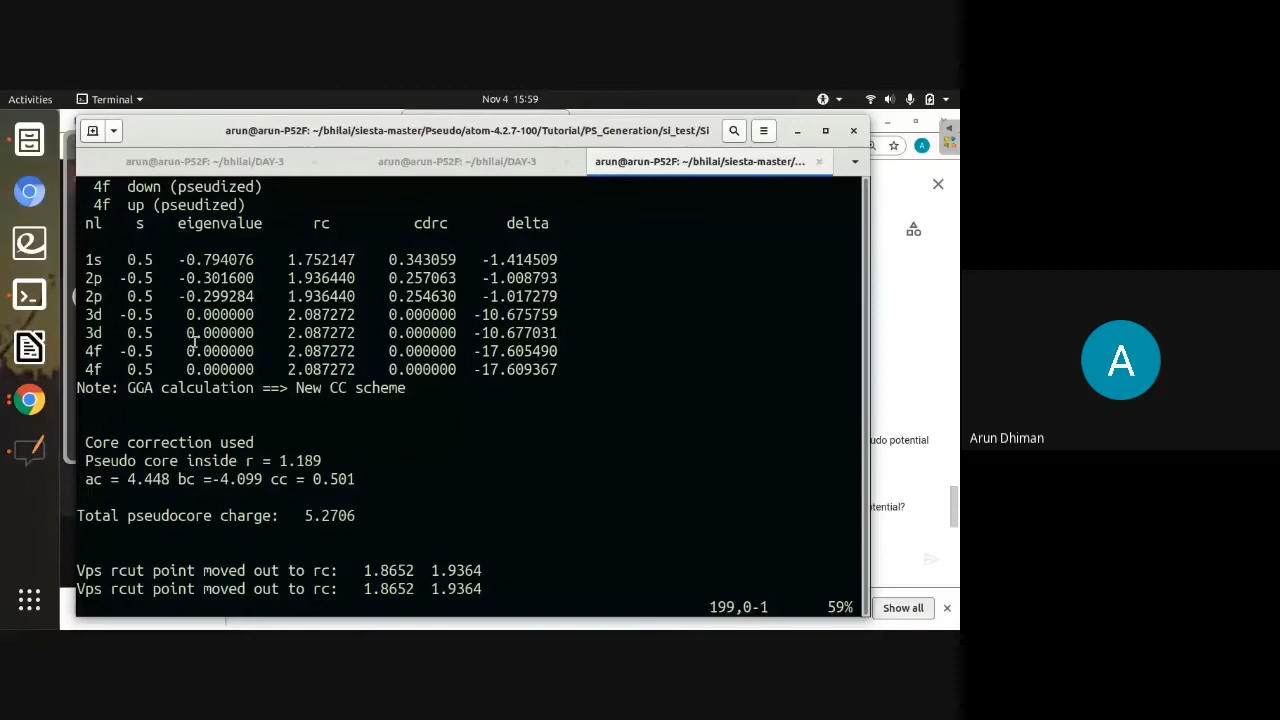 Activities
Terminal
Nov 4 15:59
arun@arun-P52F: ~/bhilai/siesta-master/Pseudo/atom-4.2.7-100/Tutorial/PS_Generation/si_test/Si
arun@arun-P52F: ~/bhilai/DAY-3
arun@arun-P52F: ~/bhilai/DAY-3
arun@arun-P52F: ~/bhilai/siesta-master/...
4f down (pseudized)
4f up (pseudized)
nl s eigenvalue rc cdrc delta
1s 0.5 -0.794076 1.752147 0.343059 -1.414509
2p -0.5 -0.301600 1.936440 0.257063 -1.008793
2p 0.5 -0.299284 1.936440 0.254630 -1.017279
3d -0.5 0.000000 2.087272 0.000000 -10.675759
3d 0.5 0.000000 2.087272 0.000000 -10.677031
4f -0.5 0.000000 2.087272 0.000000 -17.605490
4f 0.5 0.000000 2.087272 0.000000 -17.609367
Note: GGA calculation ==> New CC scheme
Core correction used
Pseudo core inside r = 1.189
ac = 4.448 bc =-4.099 cc = 0.501
Total pseudocore charge: 5.2706
Vps rcut point moved out to rc: 1.8652 1.9364
Vps rcut point moved out to rc: 1.8652 1.9364
199,0-1 59%
A
udo potential
tential?
Show all
A
Arun Dhiman